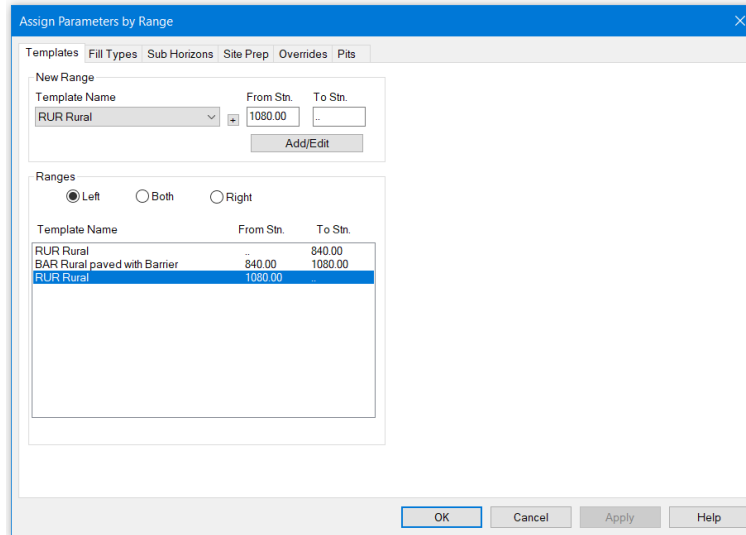 Assign Parameters by Range
Templates Fill Types Sub Horizons Site Prep Overrides Pits
New Range
Template Name From Stn. To Stn.
RUR Rural + 1080.00 ..
Add/Edit
Ranges
Left Both Right
Template Name From Stn. To Stn.
RUR Rural .. 840.00
BAR Rural paved with Barrier 840.00 1080.00
RUR Rural 1080.00 ..
OK Cancel Apply Help